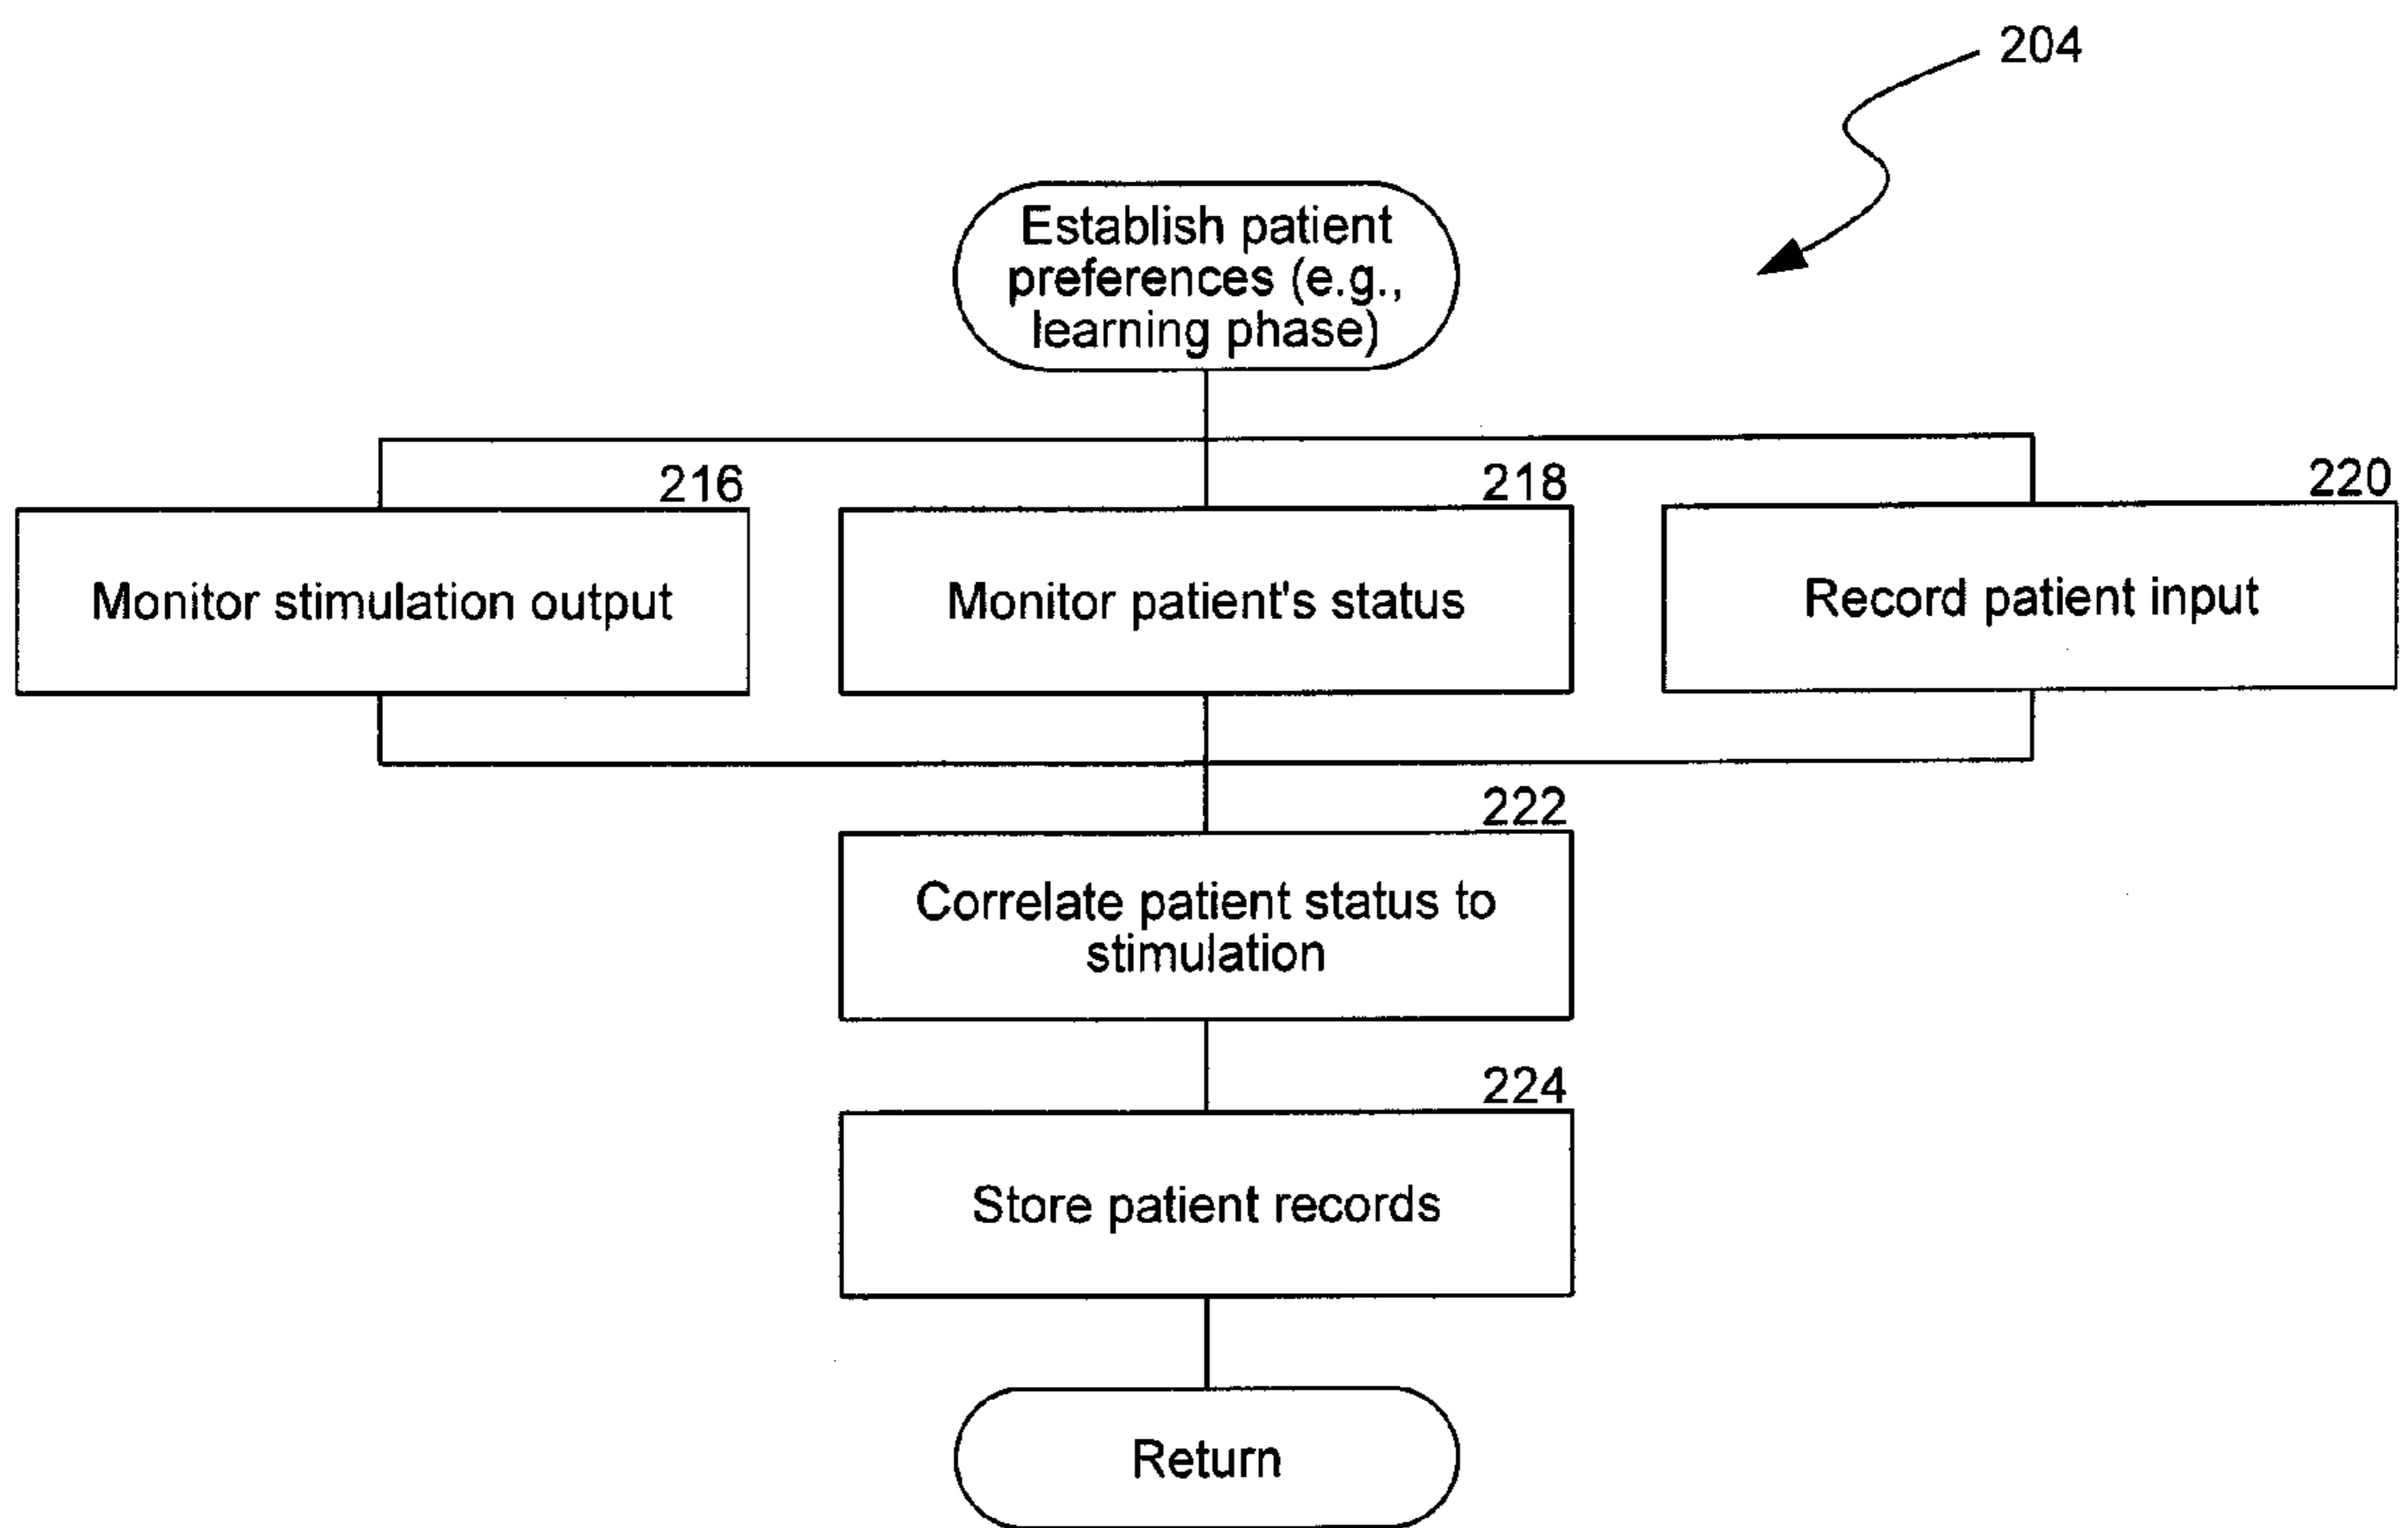 204
Establish patient
preferences (e.g.,
learning phase)
216
218
220
Monitor stimulation output
Monitor patient's status
Record patient input
222
Correlate patient status to
stimulation
224
Store patient records
Return